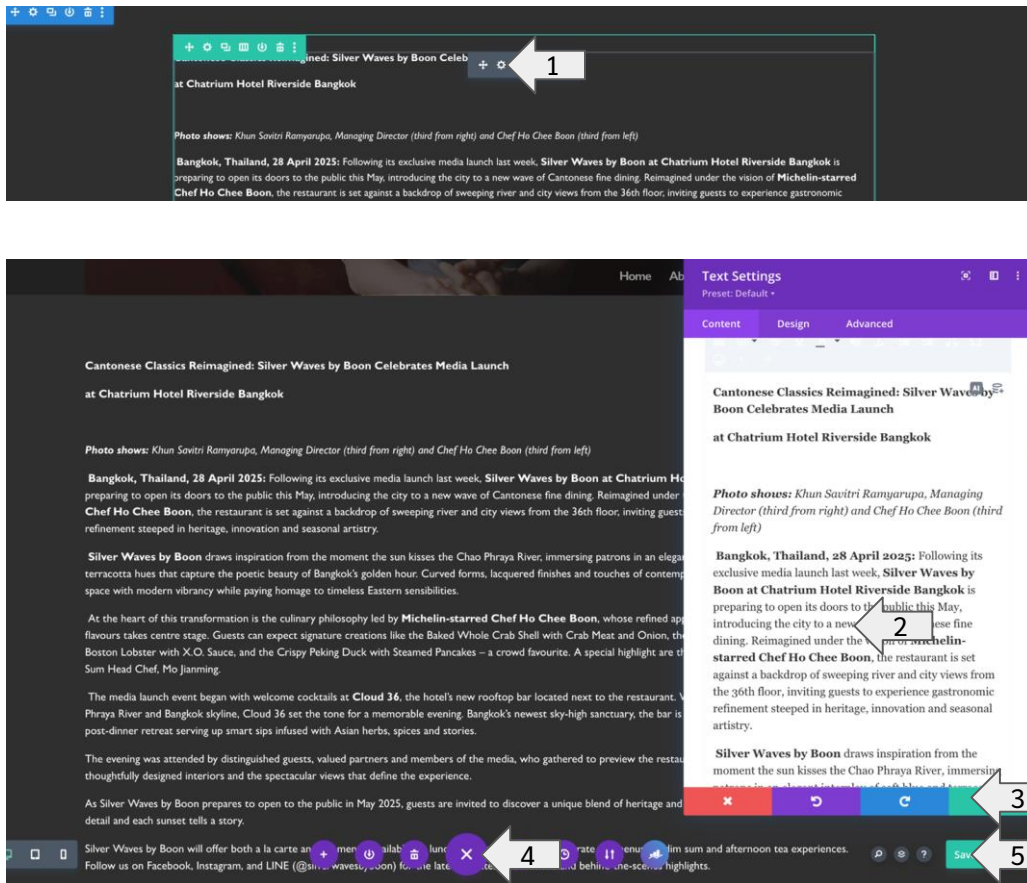 Cantonese Classics Reimagined: Silver Waves by Boon Celeb
1
at Chatrium Hotel Riverside Bangkok
Photo shows: Khun Savitri Ramyarupa, Managing Director (third from right) and Chef Ho Chee Boon (third from left)
Bangkok, Thailand, 28 April 2025: Following its exclusive media launch last week, Silver Waves by Boon at Chatrium Hotel Riverside Bangkok is
preparing to open its doors to the public this May, introducing the city to a new wave of Cantonese fine dining. Reimagined under the vision of Michelin-starred
Chef Ho Chee Boon, the restaurant is set against a backdrop of sweeping river and city views from the 36th floor, inviting guests to experience gastronomic
Home Ab
Cantonese Classics Reimagined: Silver Waves by Boon Celebrates Media Launch
at Chatrium Hotel Riverside Bangkok
Photo shows: Khun Savitri Ramyarupa, Managing Director (third from right) and Chef Ho Chee Boon (third from left)
Bangkok, Thailand, 28 April 2025: Following its exclusive media launch last week, Silver Waves by Boon at Chatrium Ho
preparing to open its doors to the public this May, introducing the city to a new wave of Cantonese fine dining. Reimagined under
Chef Ho Chee Boon, the restaurant is set against a backdrop of sweeping river and city views from the 36th floor, inviting guest
refinement steeped in heritage, innovation and seasonal artistry.
Silver Waves by Boon draws inspiration from the moment the sun kisses the Chao Phraya River, immersing patrons in an elega
terracotta hues that capture the poetic beauty of Bangkok's golden hour. Curved forms, lacquered finishes and touches of contemp
space with modern vibrancy while paying homage to timeless Eastern sensibilities.
At the heart of this transformation is the culinary philosophy led by Michelin-starred Chef Ho Chee Boon, whose refined ap
flavours takes centre stage. Guests can expect signature creations like the Baked Whole Crab Shell with Crab Meat and Onion, the
Boston Lobster with X.O. Sauce, and the Crispy Peking Duck with Steamed Pancakes – a crowd favourite. A special highlight are th
Sum Head Chef, Mo Jianming.
The media launch event began with welcome cocktails at Cloud 36, the hotel's new rooftop bar located next to the restaurant. V
Phraya River and Bangkok skyline, Cloud 36 set the tone for a memorable evening. Bangkok's newest sky-high sanctuary, the bar is
post-dinner retreat serving up smart sips infused with Asian herbs, spices and stories.
The evening was attended by distinguished guests, valued partners and members of the media, who gathered to preview the restau
thoughtfully designed interiors and the spectacular views that define the experience.
As Silver Waves by Boon prepares to open to the public in May 2025, guests are invited to discover a unique blend of heritage and
detail and each sunset tells a story.
Silver Waves by Boon will offer both a la carte an men ailabl lunc rate enu dim sum and afternoon tea experiences.
Follow us on Facebook, Instagram, and LINE (@sil wavesby oon) fo the late nd behind the-scen highlights.
Text Settings
Preset: Default
Content Design Advanced
AI
Cantonese Classics Reimagined: Silver Waves by
Boon Celebrates Media Launch
at Chatrium Hotel Riverside Bangkok
Photo shows: Khun Savitri Ramyarupa, Managing
Director (third from right) and Chef Ho Chee Boon (third
from left)
Bangkok, Thailand, 28 April 2025: Following its
exclusive media launch last week, Silver Waves by
Boon at Chatrium Hotel Riverside Bangkok is
preparing to open its doors to the public this May,
introducing the city to a new ese fine
2
dining. Reimagined under the Michelin-
starred Chef Ho Chee Boon, the restaurant is set
against a backdrop of sweeping river and city views from
the 36th floor, inviting guests to experience gastronomic
refinement steeped in heritage, innovation and seasonal
artistry.
Silver Waves by Boon draws inspiration from the
moment the sun kisses the Chao Phraya River, immersing
3
4
Sav
5